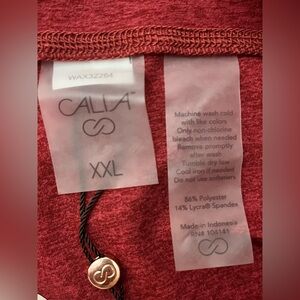 WAX3Z264
CALIA™
XXL
Machine wash cold
with like colors
Only non-chlorine
bleach when needed
Remove promptly
after wash
Tumble dry low
Cool iron if needed
Do not use softeners
86% Polyester
14% Lycra® Spandex
Made in Indonesia
RN# 106141